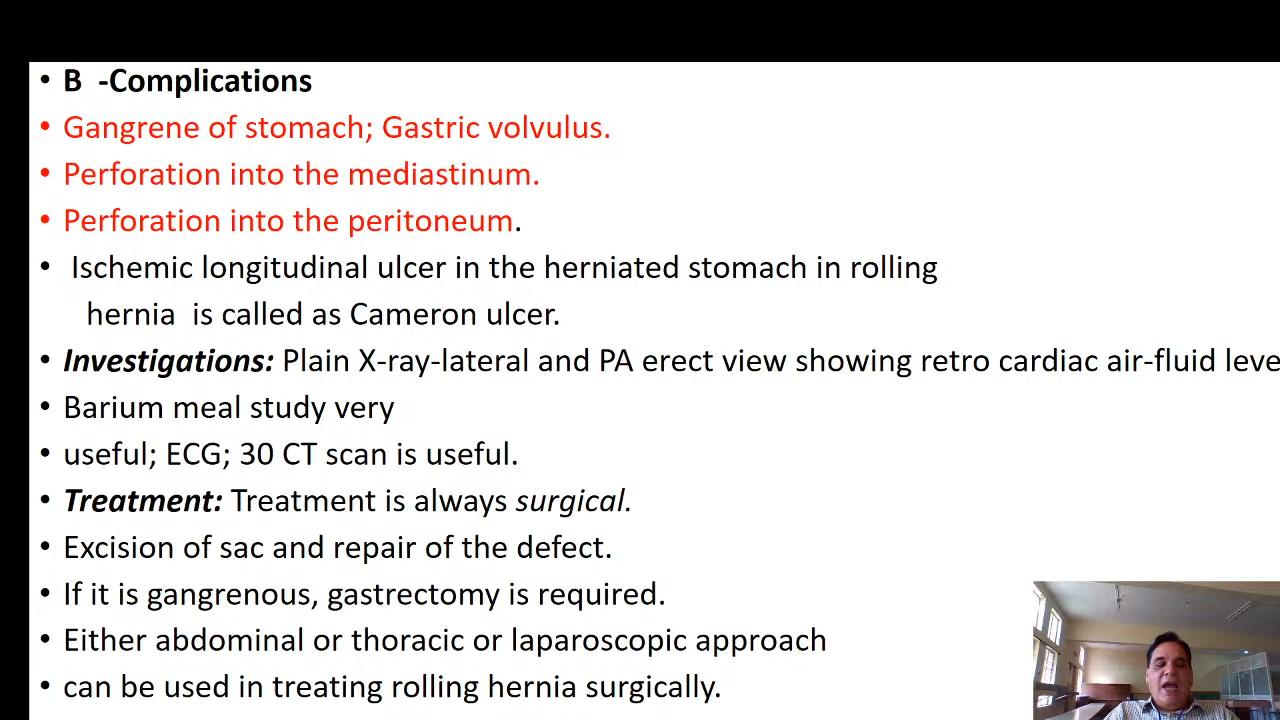 • B -Complications
• Gangrene of stomach; Gastric volvulus.
• Perforation into the mediastinum.
• Perforation into the peritoneum.
• Ischemic longitudinal ulcer in the herniated stomach in rolling
hernia is called as Cameron ulcer.
• Investigations: Plain X-ray-lateral and PA erect view showing retro cardiac air-fluid leve
• Barium meal study very
• useful; ECG; 30 CT scan is useful.
• Treatment: Treatment is always surgical.
• Excision of sac and repair of the defect.
• If it is gangrenous, gastrectomy is required.
• Either abdominal or thoracic or laparoscopic approach
• can be used in treating rolling hernia surgically.